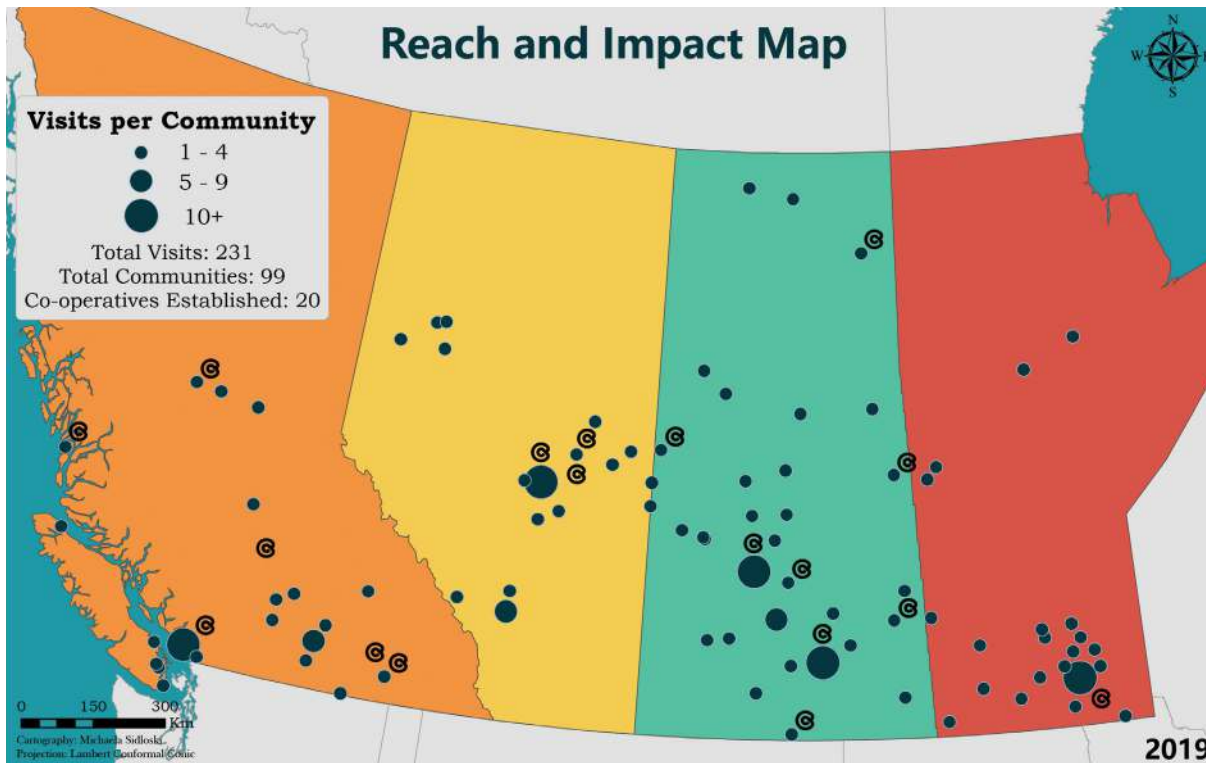 Reach and Impact Map
N
W
S
Visits per Community
1 - 4
5 - 9
10+
Total Visits: 231
Total Communities: 99
Co-operatives Established: 20
0 150 300
Km
Cartography: Michaela Sidloski
Projection: Lambert Conformal Conic
2019